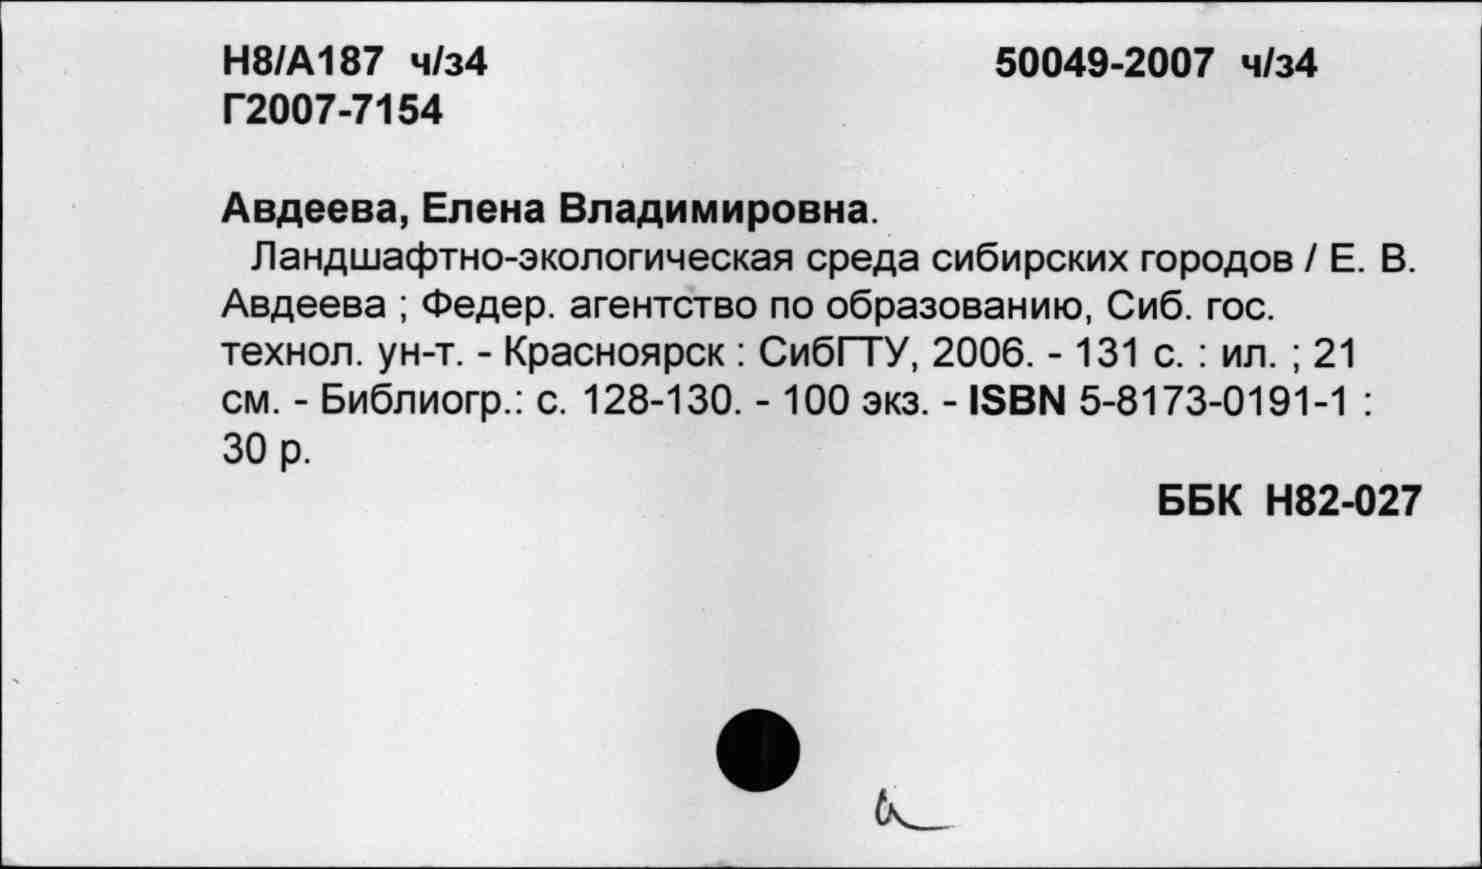 Н8/А187 ч/з4 50049-2007 ч/з4
Г2007-7154
Авдеева, Елена Владимировна.
Ландшафтно-экологическая среда сибирских городов / Е. В.
Авдеева ; Федер. агентство по образованию, Сиб. гос.
технол. ун-т. - Красноярск : СибГТУ, 2006. - 131 с. : ил. ; 21
см. - Библиогр.: с. 128-130. - 100 экз. - ISBN 5-8173-0191-1 :
30 р.
ББК Н82-027